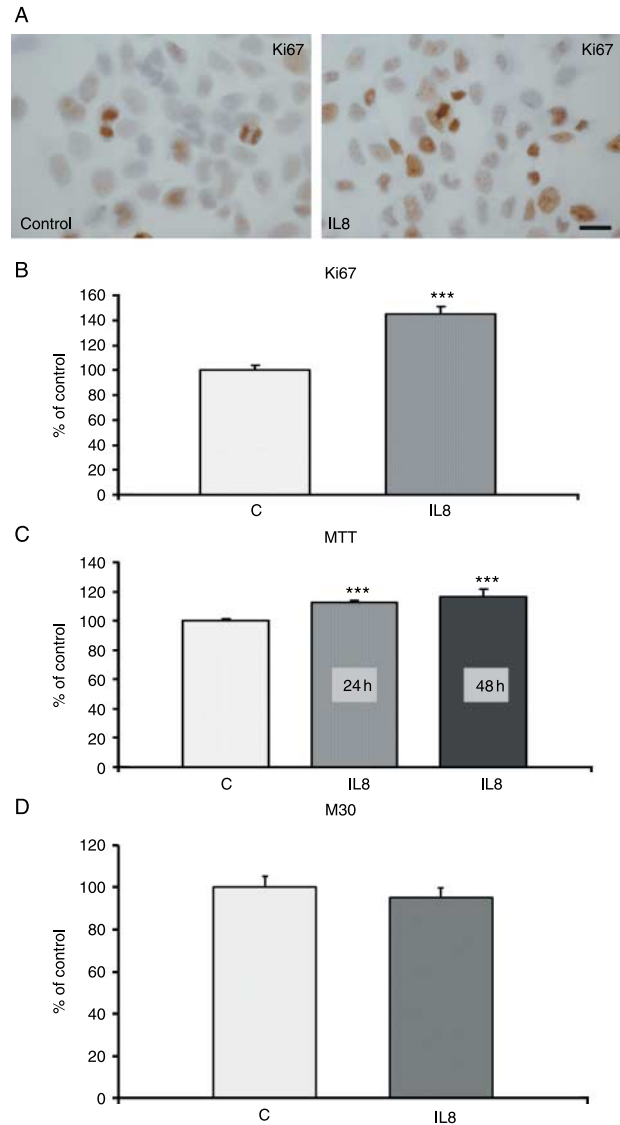 A
Ki67
Ki67
Control
IL8
B
Ki67
% of control
160
140
120
100
80
60
40
20
0
***
C
IL8
C
MTT
% of control
140
120
100
80
60
40
20
0
***
***
24 h
48 h
C
IL8
IL8
D
M30
% of control
120
100
80
60
40
20
0
C
IL8